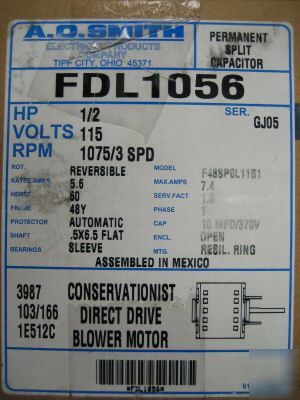 A.O.SMITH
ELECTRICAL PRODUCTS
COMPANY
TIPP CITY, OHIO 45371
PERMANENT
SPLIT
CAPACITOR
FDL1056
HP 1/2
SER. GJ05
VOLTS 115
RPM 1075/3 SPD
ROT. REVERSIBLE
MODEL F48SP6L11B1
RATED AMPS. 5.6
MAX.AMPS 7.4
HERTZ 60
SERV.FACT
FRAME 48Y
PHASE 1
PROTECTOR AUTOMATIC
CAP. 10 MFD/370V
SHAFT .5X6.5 FLAT
ENCL. OPEN
BEARINGS SLEEVE
MTG. RESIL. RING
ASSEMBLED IN MEXICO
3987 CONSERVATIONIST
103/166 DIRECT DRIVE
1E512C BLOWER MOTOR
*FDL1056*